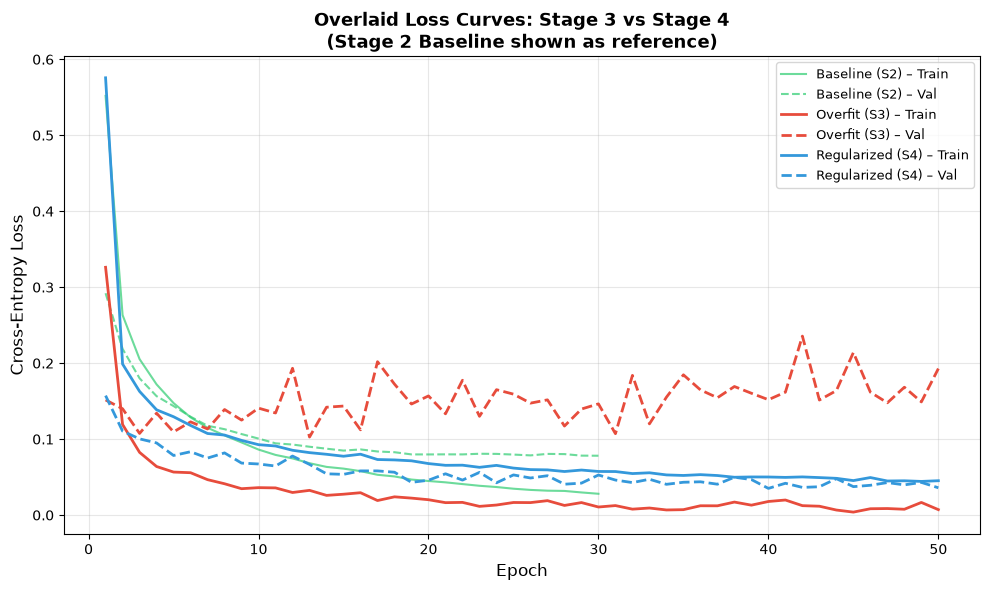 Overlaid Loss Curves: Stage 3 vs Stage 4
(Stage 2 Baseline shown as reference)
Cross-Entropy Loss
0.6
0.5
0.4
0.3
0.2
0.1
0.0
Baseline (S2) – Train
Baseline (S2) – Val
Overfit (S3) – Train
Overfit (S3) – Val
Regularized (S4) – Train
Regularized (S4) – Val
0 10 20 30 40 50
Epoch